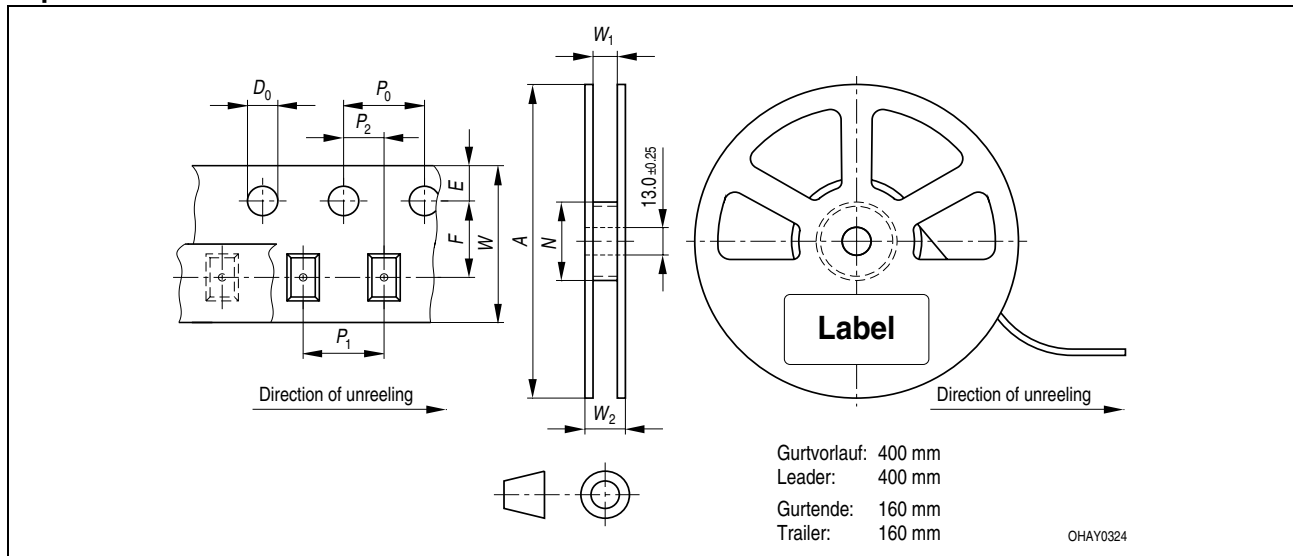 W₁
D₀
P₀
P₂
E
F
W
A
N
13.0 ±0.25
P₁
W₂
Label
Direction of unreeling
Direction of unreeling
Gurtvorlauf: 400 mm
Leader: 400 mm
Gurtende: 160 mm
Trailer: 160 mm
OHAY0324